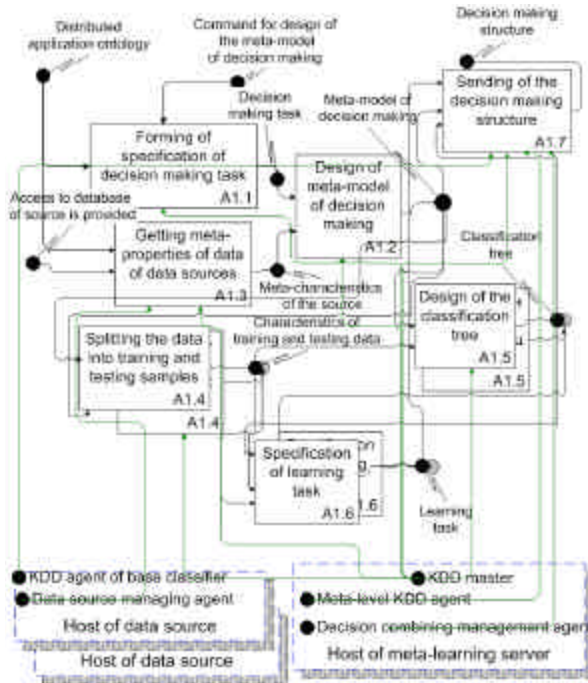 Distributed
application ontology
Command for design of
the meta-model
of decision making
Decision making
structure
Decision
making task
Meta-model of
decision making
Sending of the
decision making
structure
A1.7
Forming of
specification of
decision making task
A1.1
Design of
meta-model
of decision
making
A1.2
Access to database
of source is provided
Getting meta-
properties of data
of data sources
A1.3
Classification
tree
Meta-characteristics
of the source
Characteristics of
training and testing data
Design of the
classification
tree
A1.5
A1.5
Splitting the data
into training and
testing samples
A1.4
A1.4
Specification
of learning
task
A1.6
on
g
1.6
Learning
task
KDD agent of base classifier
Data source managing agent
Host of data source
Host of data source
KDD master
Meta-level KDD agent
Decision combining management agent
Host of meta-learning server